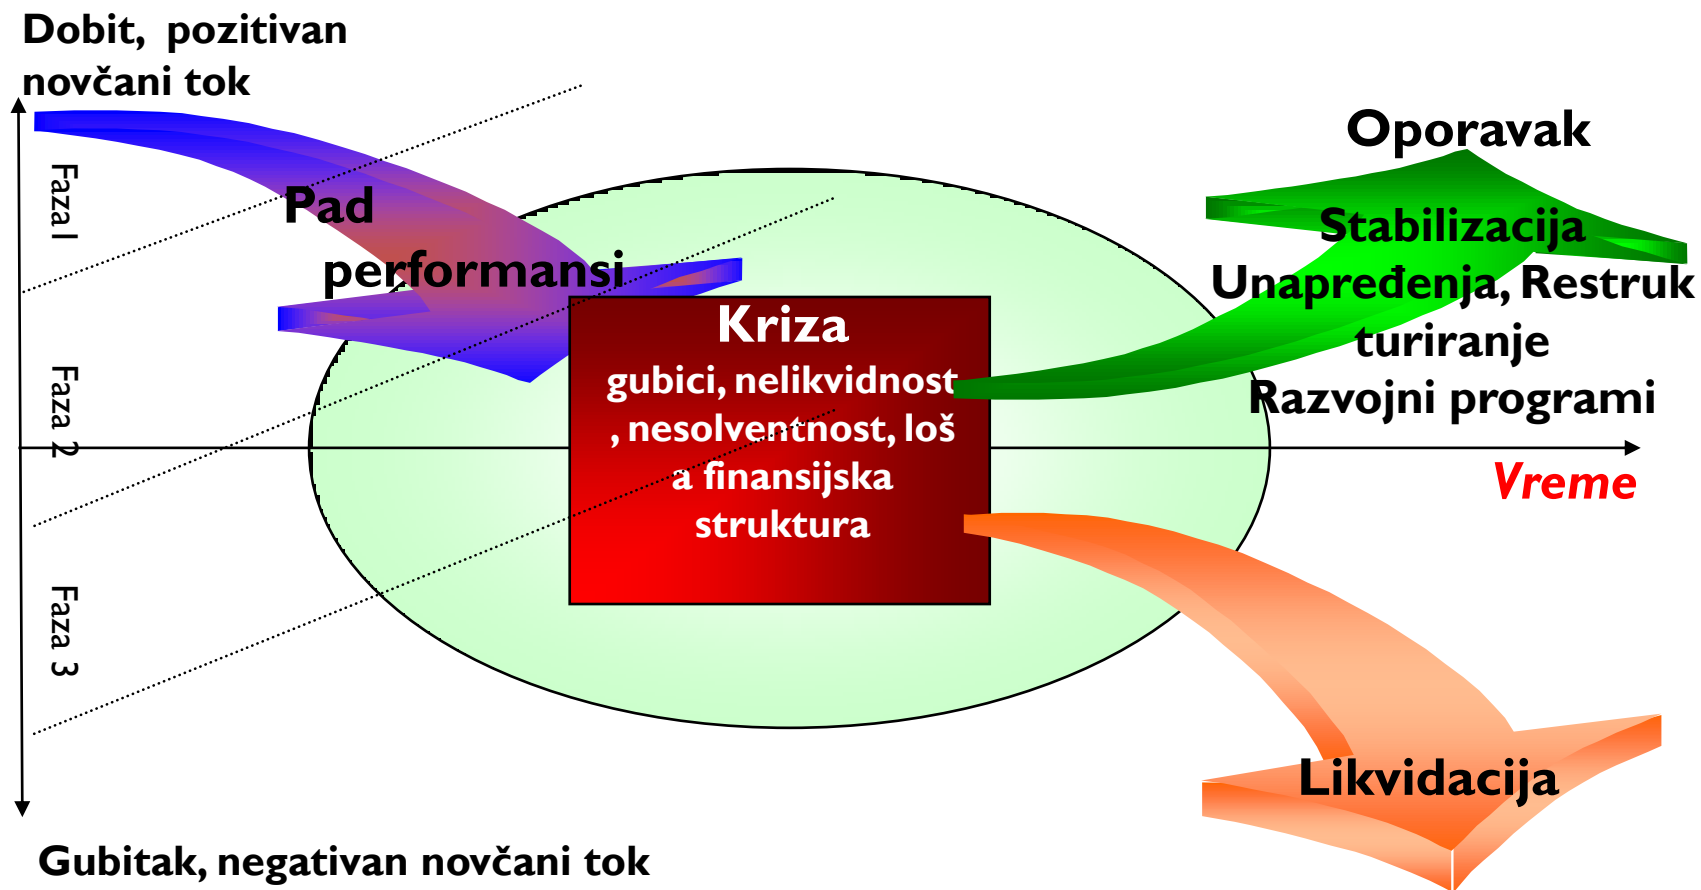 Dobit, pozitivan
novčani tok
Faza I
Faza 2
Faza 3
Pad
performansi
Kriza
gubici, nelikvidnost
, nesolventnost, loš
a finansijska
struktura
Oporavak
Stabilizacija
Unapređenja, Restruk
turiranje
Razvojni programi
Vreme
Likvidacija
Gubitak, negativan novčani tok